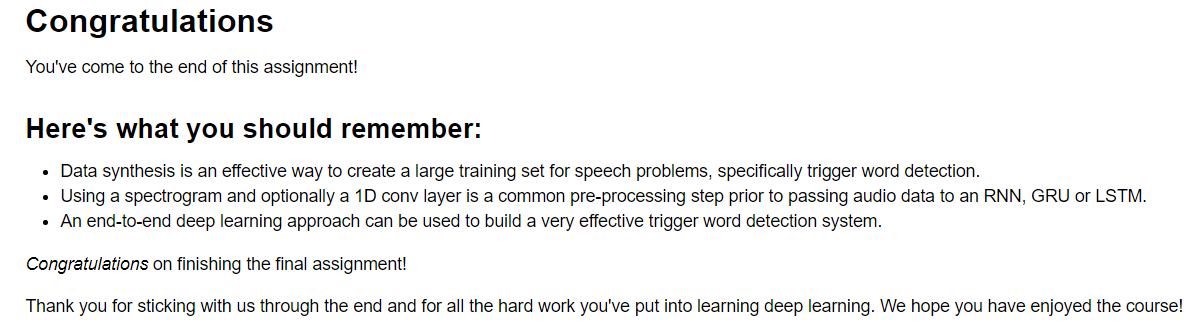 Congratulations
You've come to the end of this assignment!
Here's what you should remember:
• Data synthesis is an effective way to create a large training set for speech problems, specifically trigger word detection.
• Using a spectrogram and optionally a 1D conv layer is a common pre-processing step prior to passing audio data to an RNN, GRU or LSTM.
• An end-to-end deep learning approach can be used to build a very effective trigger word detection system.
Congratulations on finishing the final assignment!
Thank you for sticking with us through the end and for all the hard work you've put into learning deep learning. We hope you have enjoyed the course!